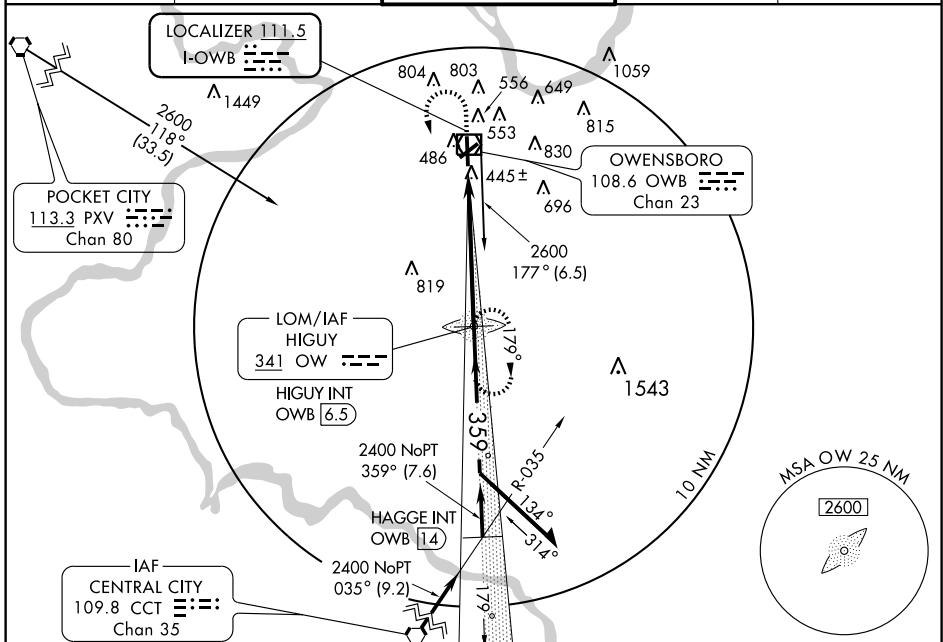 LOCALIZER 111.5
I-OWB
1059
804
803
556
649
1449
2600
118°
(33.5)
553
815
486
830
OWENSBORO
108.6 OWB
Chan 23
445±
696
POCKET CITY
113.3 PXV
Chan 80
2600
177° (6.5)
819
LOM/IAF
HIGUY
341 OW
179°
1543
HIGUY INT
OWB 6.5
359°
2400 NoPT
359° (7.6)
R-035
134°
314°
10 NM
MSA OW 25 NM
2600
HAGGE INT
OWB 14
2400 NoPT
035° (9.2)
179°
IAF
CENTRAL CITY
109.8 CCT
Chan 35